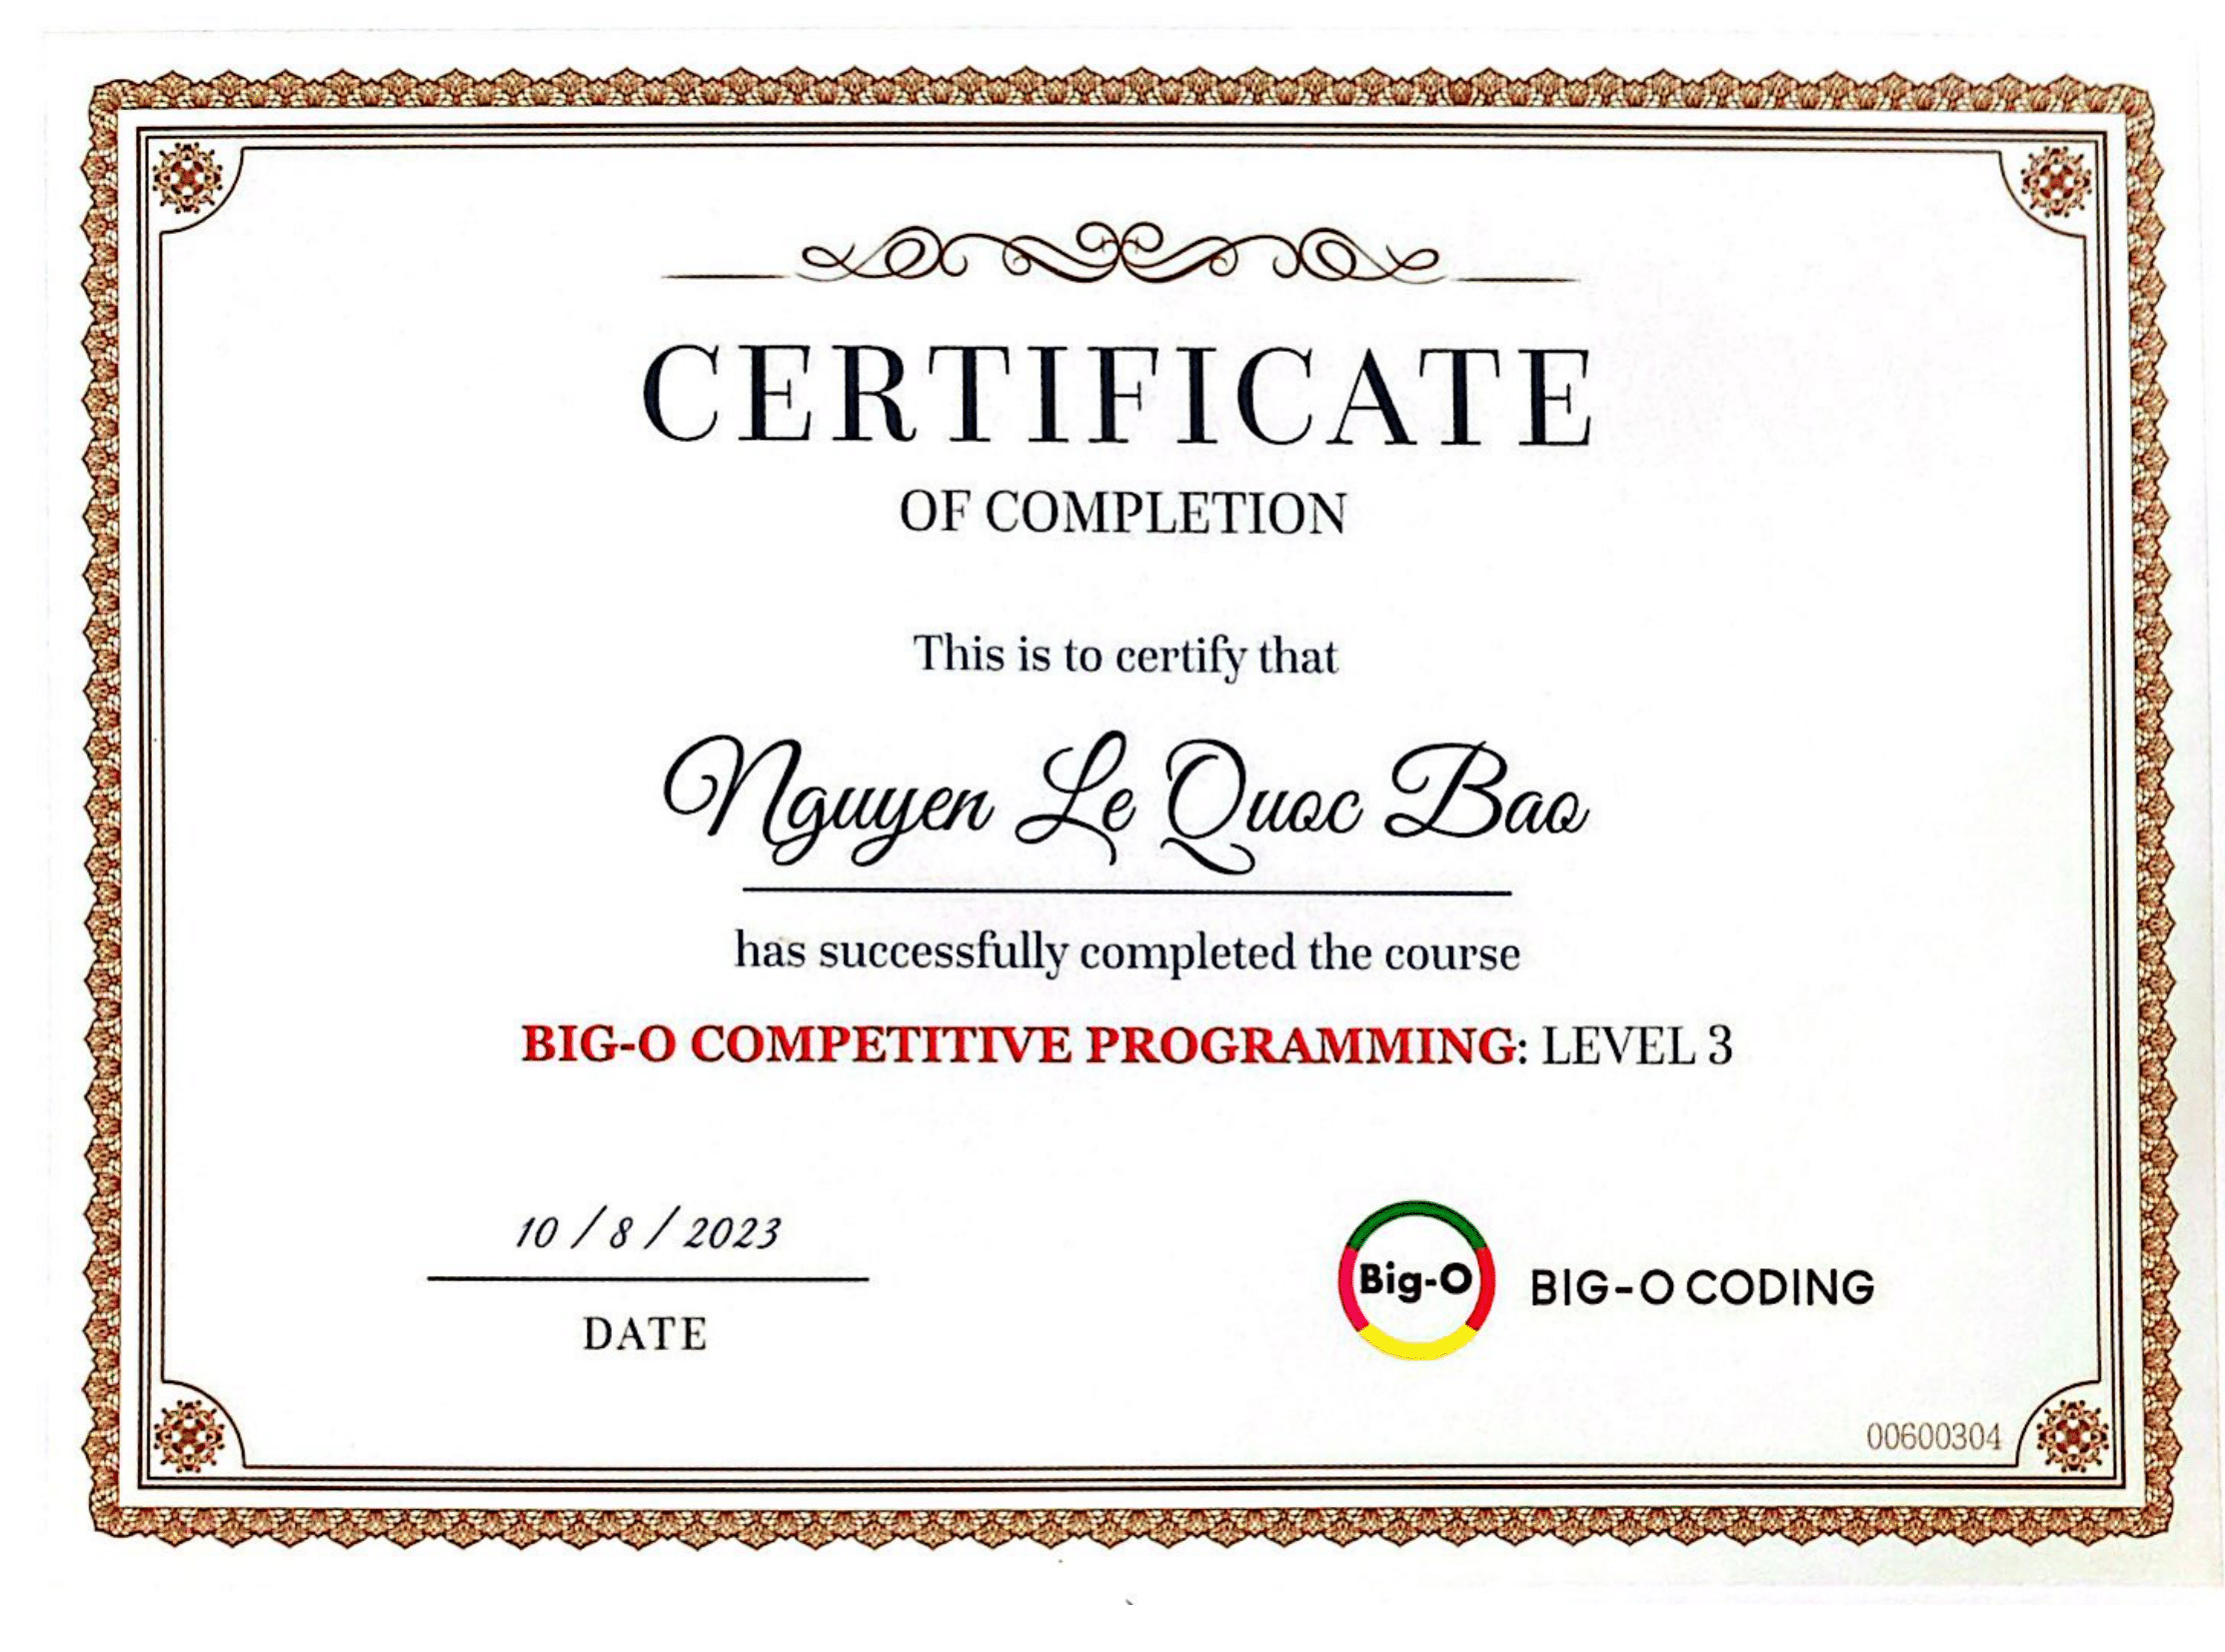 CERTIFICATE
OF COMPLETION
This is to certify that
Nguyen Le Quoc Bao
has successfully completed the course
BIG-O COMPETITIVE PROGRAMMING: LEVEL 3
10 / 8 / 2023
DATE
Big-O
BIG-O CODING
00600304